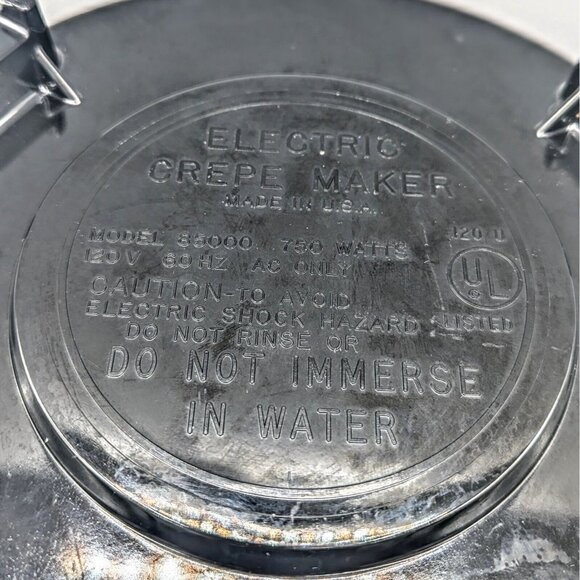 ELECTRIC
CREPE MAKER
MADE IN U.S.A.
MODEL 85000 750 WATTS
120V 60 HZ AC ONLY
CAUTION-TO AVOID
ELECTRIC SHOCK HAZARD
DO NOT RINSE OR
DO NOT IMMERSE
IN WATER
UL
LISTED